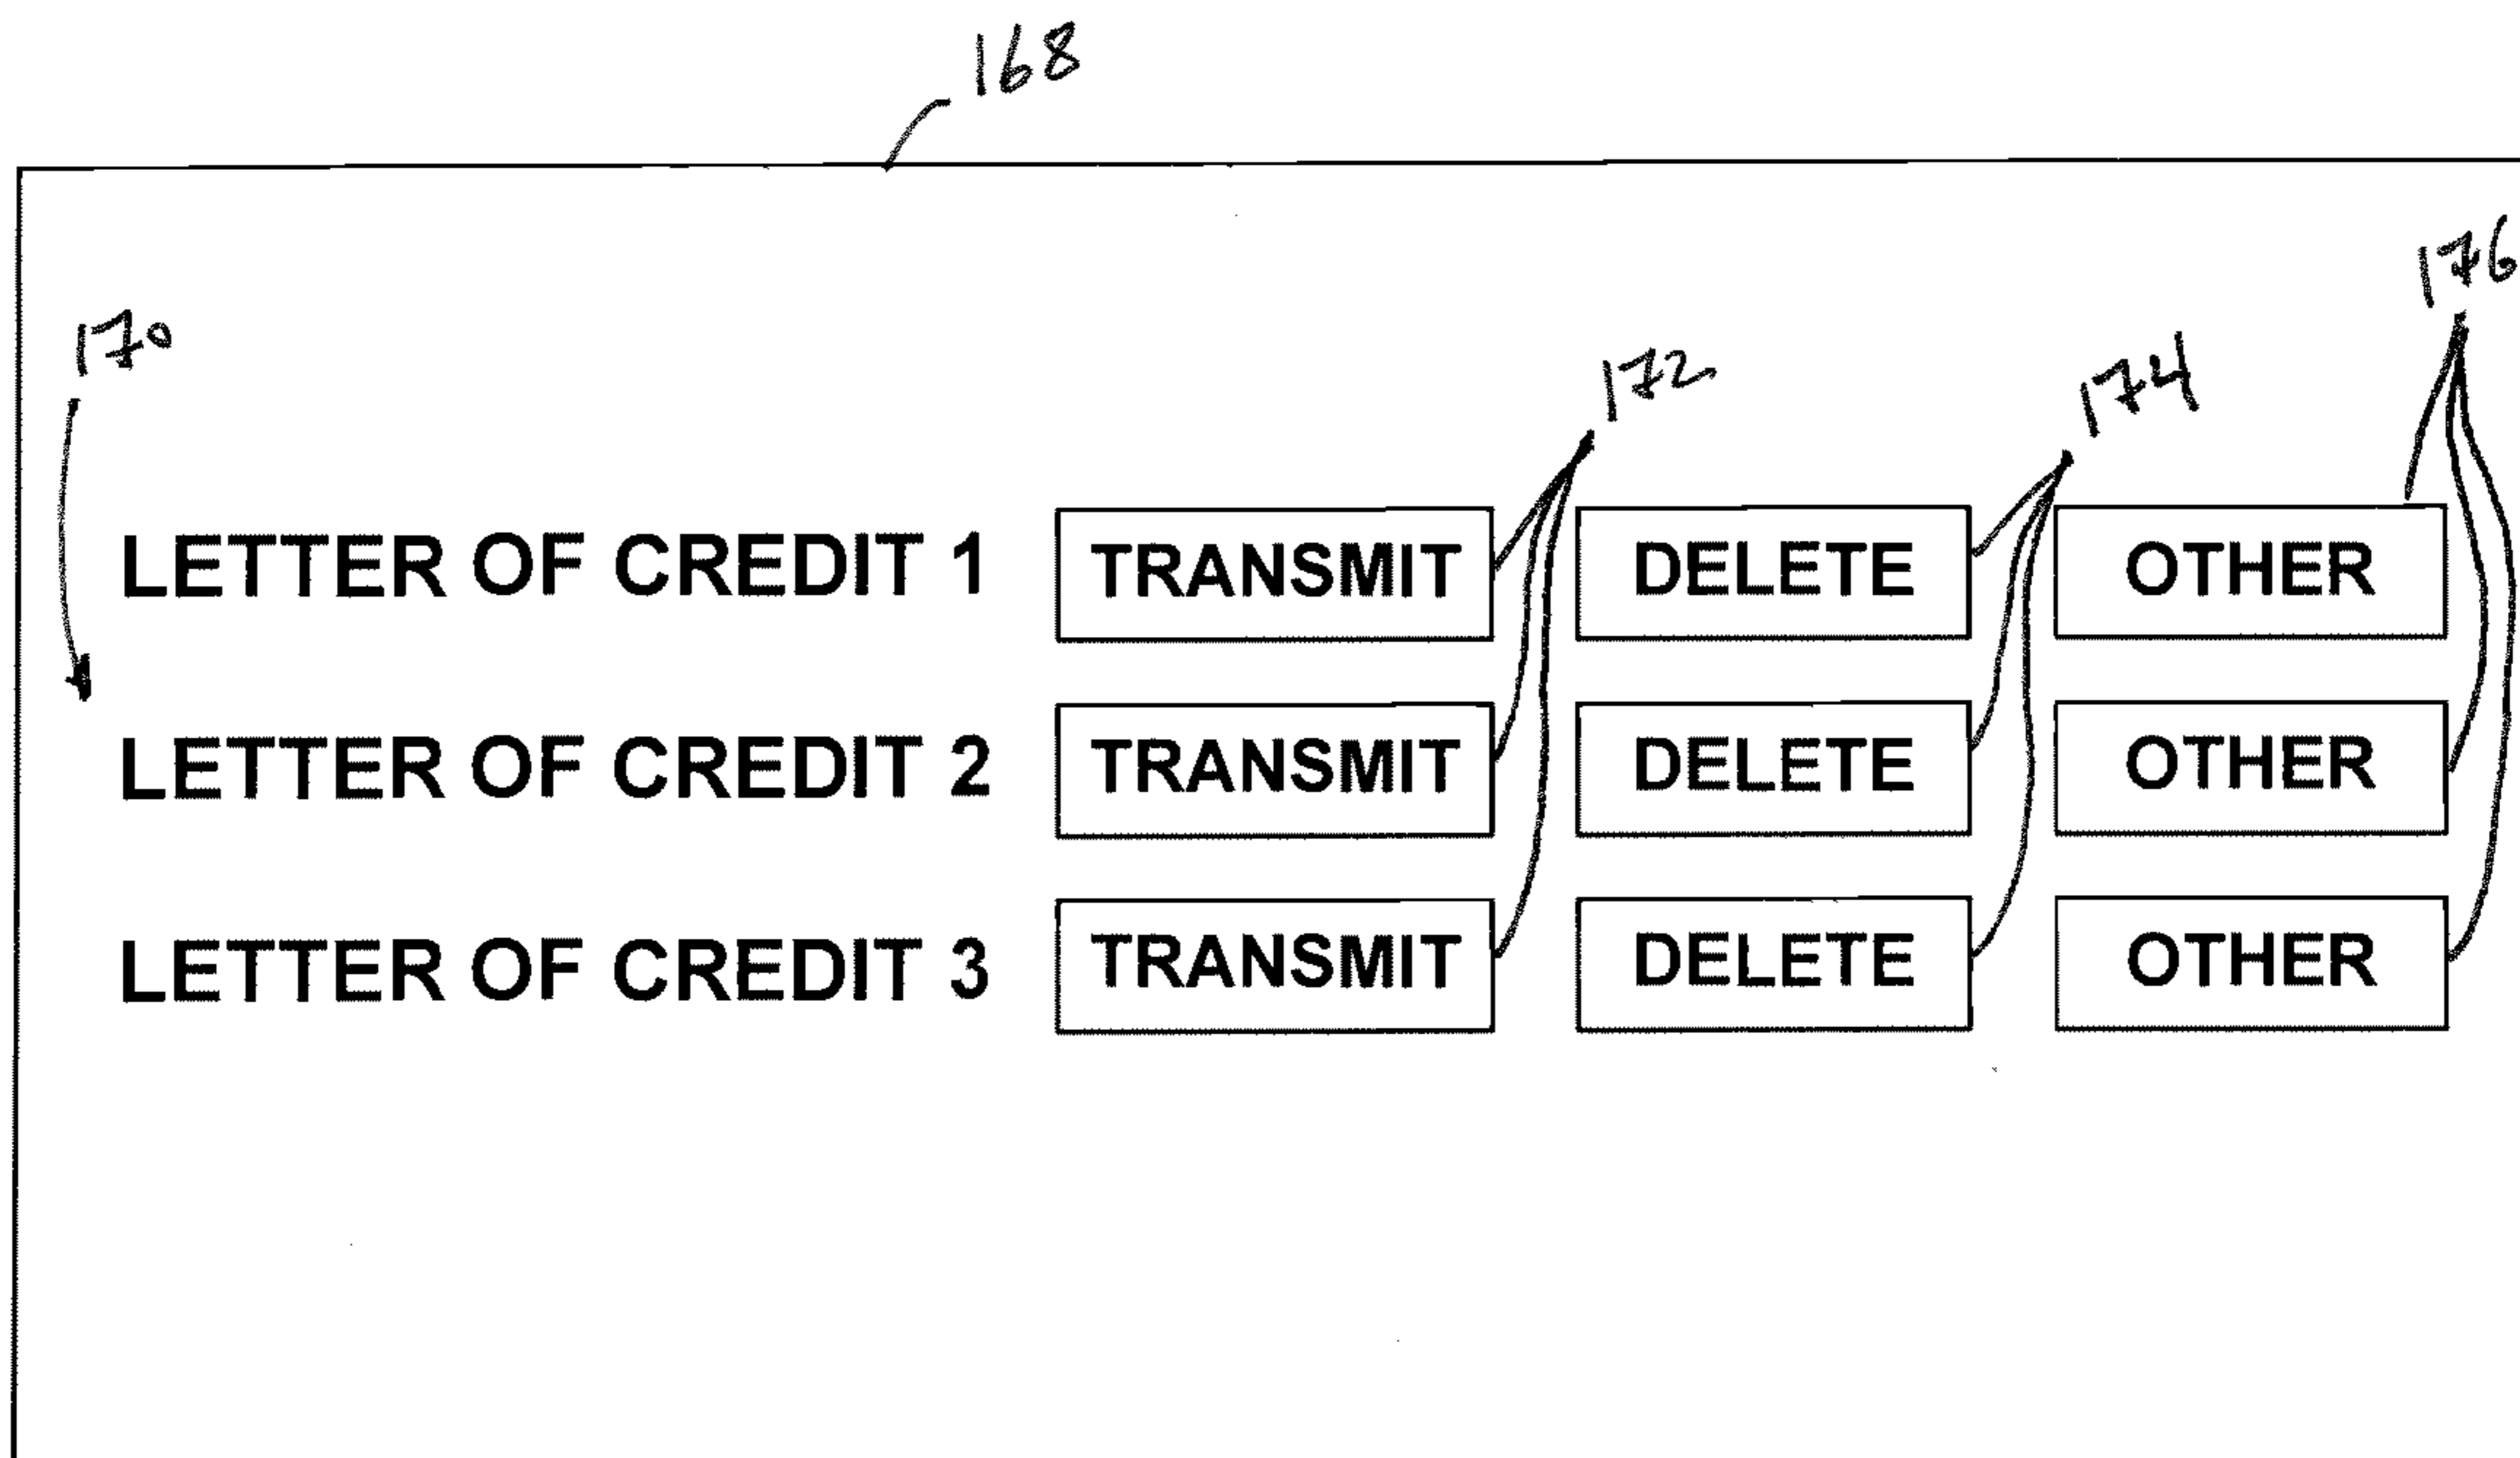 168
176
170
172
174
LETTER OF CREDIT 1 TRANSMIT DELETE OTHER
LETTER OF CREDIT 2 TRANSMIT DELETE OTHER
LETTER OF CREDIT 3 TRANSMIT DELETE OTHER